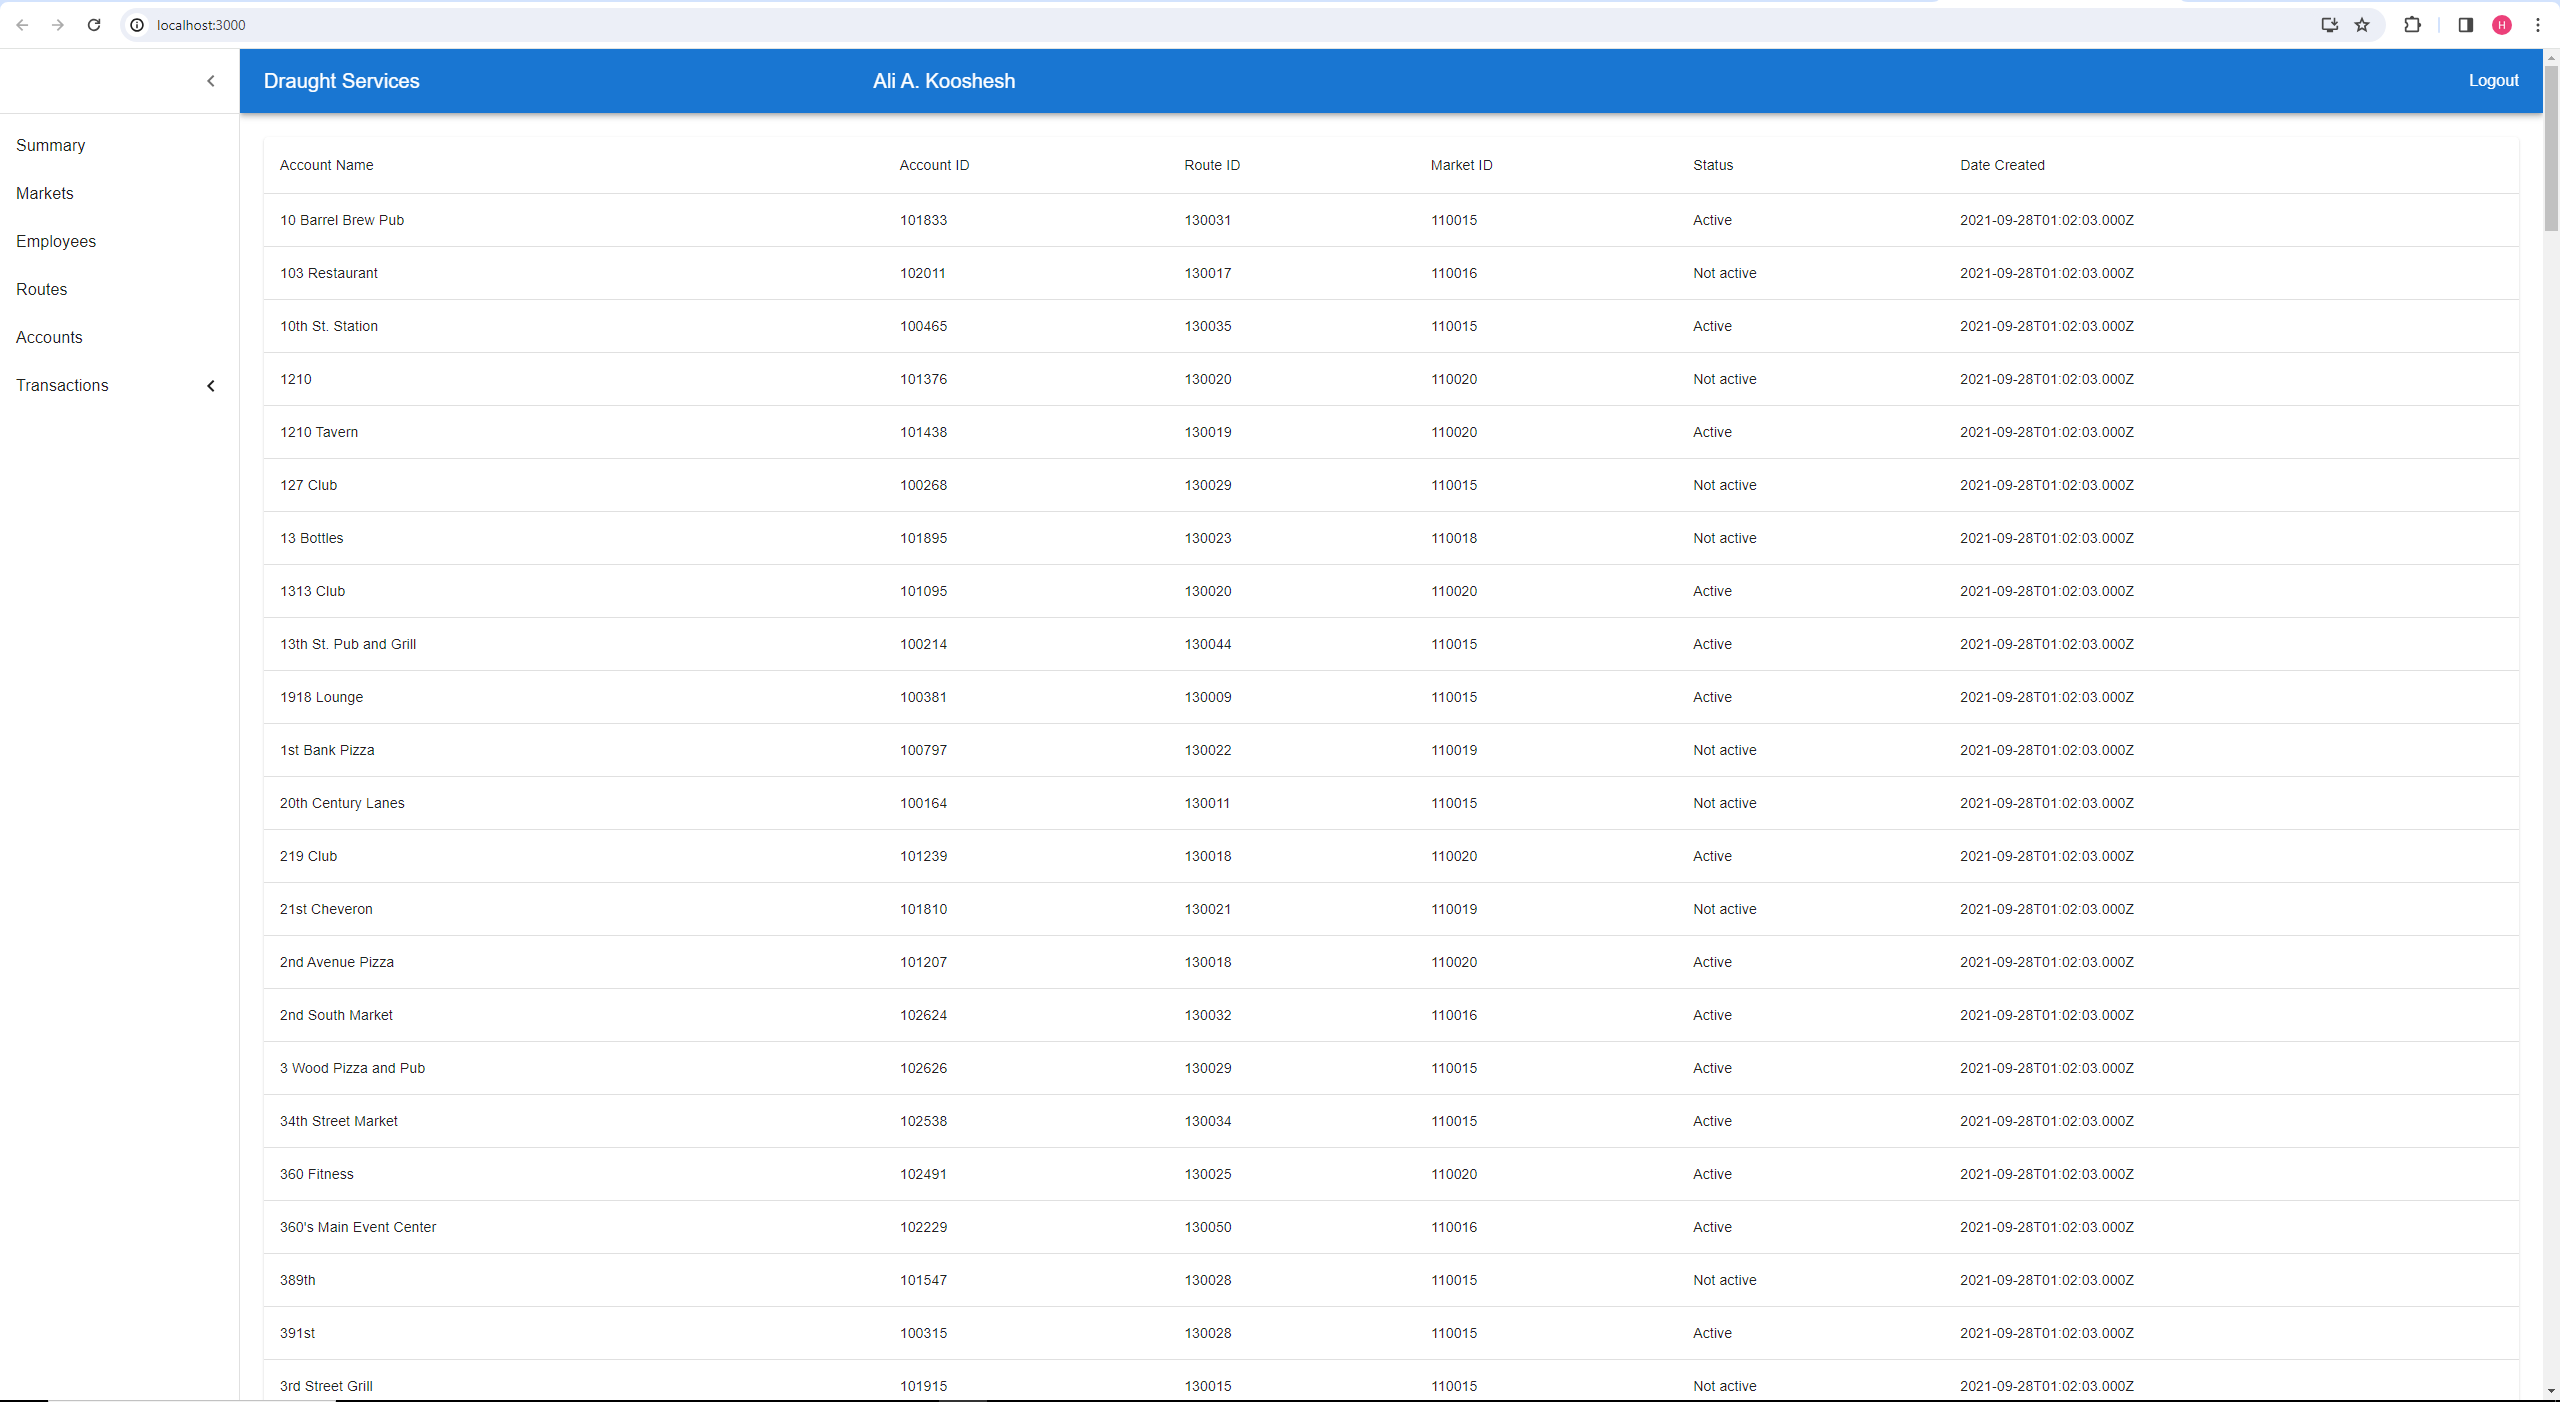 localhost:3000
H
Draught Services Ali A. Kooshesh Logout
Summary
Markets
Employees
Routes
Accounts
Transactions
Account Name Account ID Route ID Market ID Status Date Created
10 Barrel Brew Pub 101833 130031 110015 Active 2021-09-28T01:02:03.000Z
103 Restaurant 102011 130017 110016 Not active 2021-09-28T01:02:03.000Z
10th St. Station 100465 130035 110015 Active 2021-09-28T01:02:03.000Z
1210 101376 130020 110020 Not active 2021-09-28T01:02:03.000Z
1210 Tavern 101438 130019 110020 Active 2021-09-28T01:02:03.000Z
127 Club 100268 130029 110015 Not active 2021-09-28T01:02:03.000Z
13 Bottles 101895 130023 110018 Not active 2021-09-28T01:02:03.000Z
1313 Club 101095 130020 110020 Active 2021-09-28T01:02:03.000Z
13th St. Pub and Grill 100214 130044 110015 Active 2021-09-28T01:02:03.000Z
1918 Lounge 100381 130009 110015 Active 2021-09-28T01:02:03.000Z
1st Bank Pizza 100797 130022 110019 Not active 2021-09-28T01:02:03.000Z
20th Century Lanes 100164 130011 110015 Not active 2021-09-28T01:02:03.000Z
219 Club 101239 130018 110020 Active 2021-09-28T01:02:03.000Z
21st Cheveron 101810 130021 110019 Not active 2021-09-28T01:02:03.000Z
2nd Avenue Pizza 101207 130018 110020 Active 2021-09-28T01:02:03.000Z
2nd South Market 102624 130032 110016 Active 2021-09-28T01:02:03.000Z
3 Wood Pizza and Pub 102626 130029 110015 Active 2021-09-28T01:02:03.000Z
34th Street Market 102538 130034 110015 Active 2021-09-28T01:02:03.000Z
360 Fitness 102491 130025 110020 Active 2021-09-28T01:02:03.000Z
360's Main Event Center 102229 130050 110016 Active 2021-09-28T01:02:03.000Z
389th 101547 130028 110015 Not active 2021-09-28T01:02:03.000Z
391st 100315 130028 110015 Active 2021-09-28T01:02:03.000Z
3rd Street Grill 101915 130015 110015 Not active 2021-09-28T01:02:03.000Z